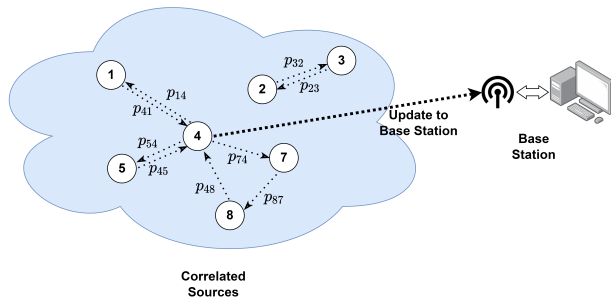 3
p32
1
p23
2
p14
p41
Update to
Base Station
4
Base
Station
p54
p74
7
5
p45
p48
p87
8
Correlated
Sources